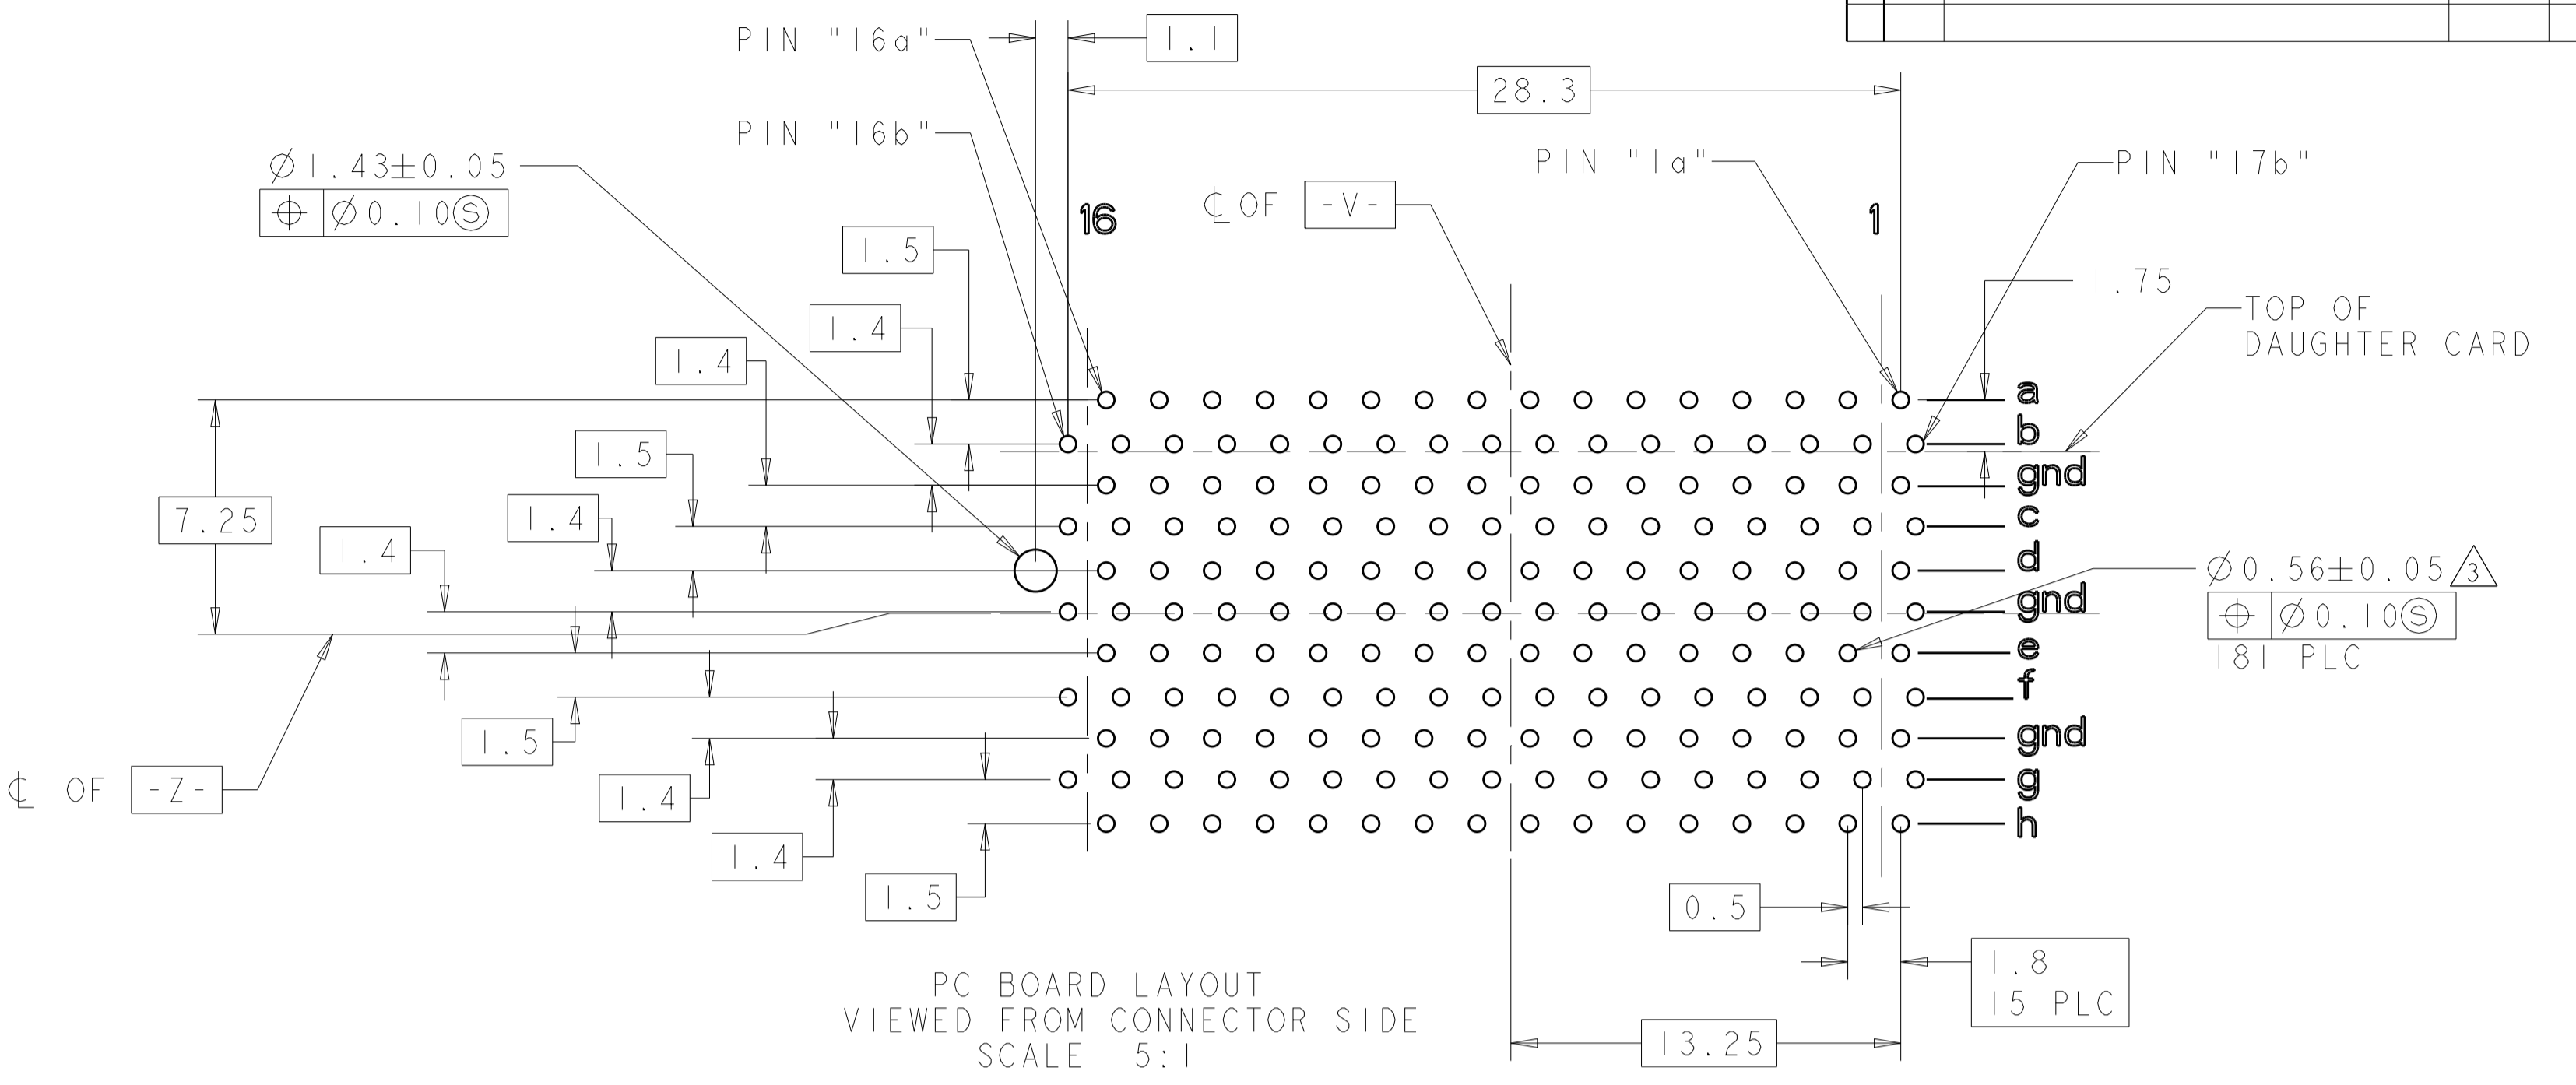 PIN "16a"
1.1
28.3
PIN "16b"
PIN "1a"
PIN "17b"
⌀1.43±0.05
⌖ ⌀0.10Ⓢ
16
℄ OF -V-
1
1.5
1.75
1.4
TOP OF
DAUGHTER CARD
1.4
a
b
1.5
gnd
7.25
1.4
c
1.4
d
⌀0.56±0.05 3
gnd
⌖ ⌀0.10Ⓢ
181 PLC
e
f
1.5
gnd
℄ OF -Z-
g
1.4
h
1.4
1.5
0.5
1.8
15 PLC
PC BOARD LAYOUT
VIEWED FROM CONNECTOR SIDE
SCALE 5:1
13.25